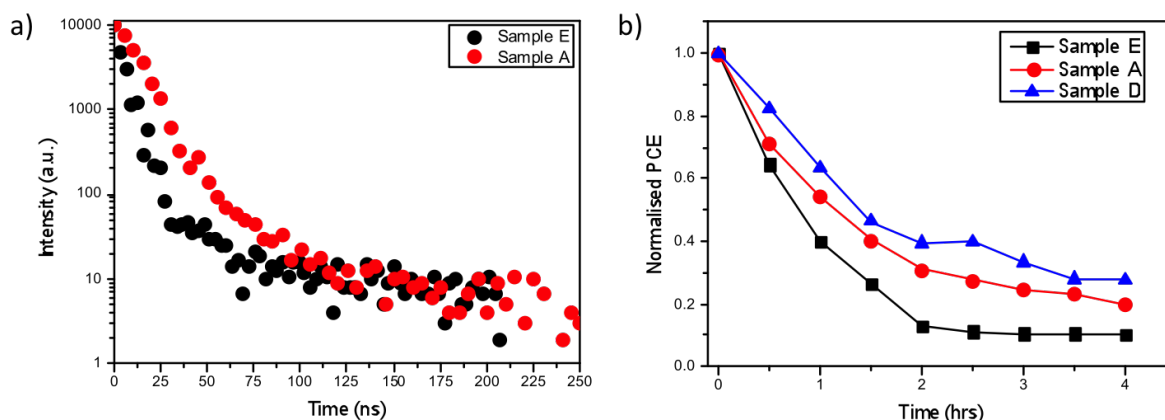 a)
10000
1000
100
10
1
Intensity (a.u.)
0
25
50
75
100
125
150
175
200
225
250
Time (ns)
Sample E
Sample A
b)
1.0
0.8
0.6
0.4
0.2
0.0
Normalised PCE
0
1
2
3
4
Time (hrs)
Sample E
Sample A
Sample D